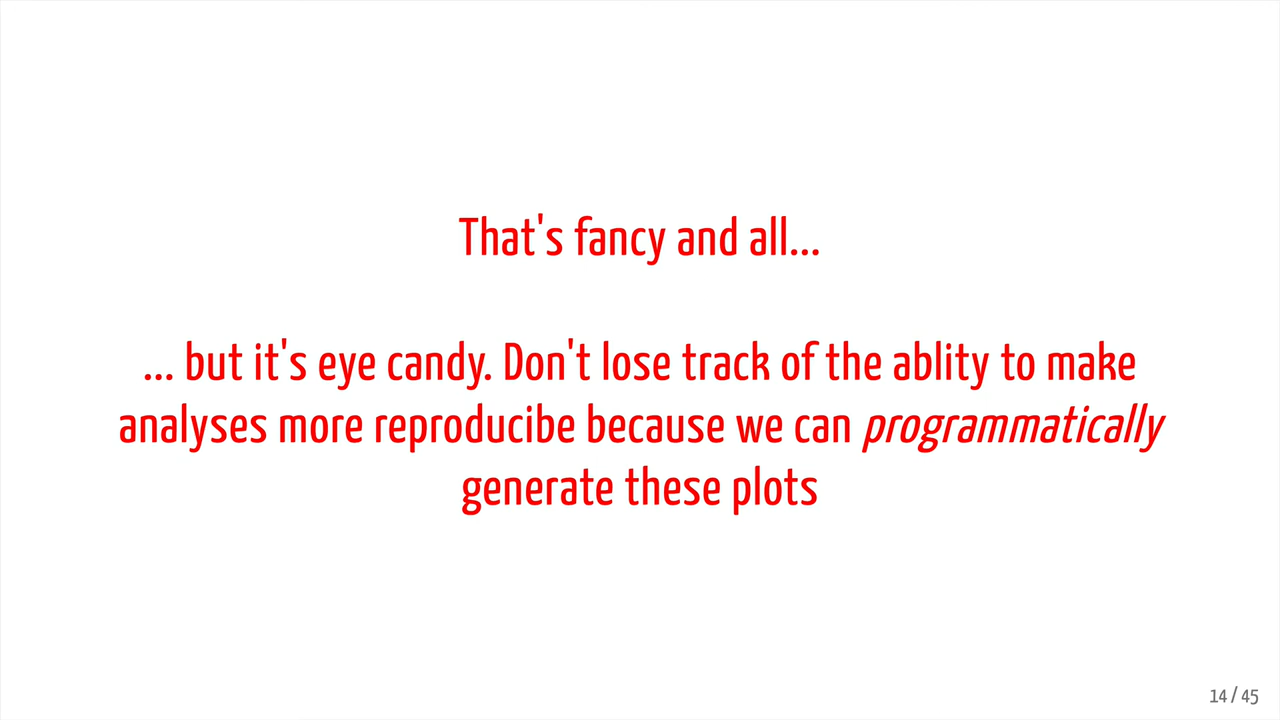 That's fancy and all...
... but it's eye candy. Don't lose track of the ablity to make
analyses more reproducibe because we can programmatically
generate these plots
14 / 45